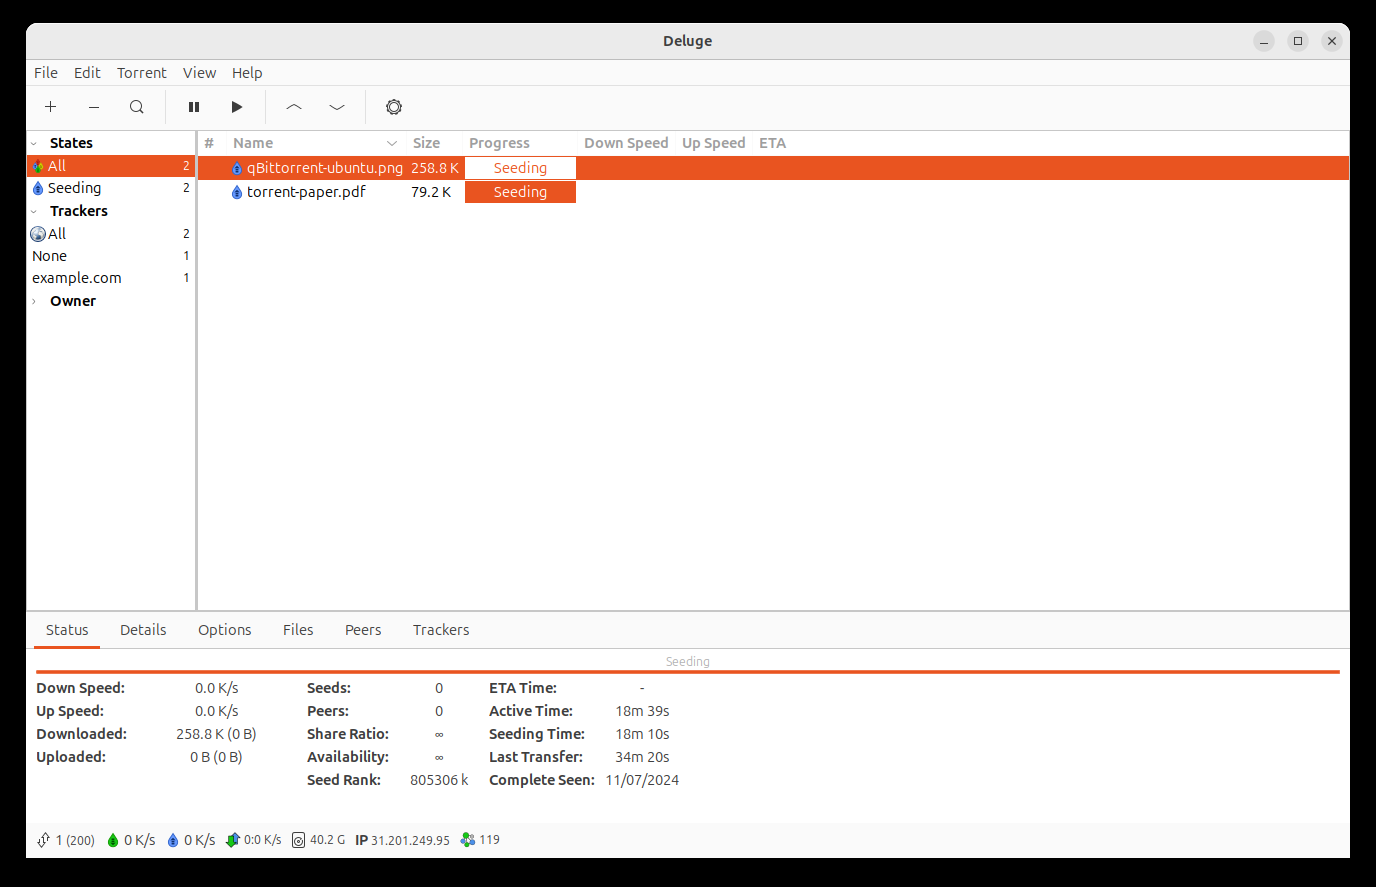 Deluge
File Edit Torrent View Help
States
All 2
Seeding 2
Trackers
All 2
None 1
example.com 1
Owner
# Name Size Progress Down Speed Up Speed ETA
qBittorrent-ubuntu.png 258.8 K Seeding
torrent-paper.pdf 79.2 K Seeding
Status Details Options Files Peers Trackers
Seeding
Down Speed: 0.0 K/s Seeds: 0 ETA Time: -
Up Speed: 0.0 K/s Peers: 0 Active Time: 18m 39s
Downloaded: 258.8 K (0 B) Share Ratio: ∞ Seeding Time: 18m 10s
Uploaded: 0 B (0 B) Availability: ∞ Last Transfer: 34m 20s
Seed Rank: 805306 k Complete Seen: 11/07/2024
1 (200) 0 K/s 0 K/s 0:0 K/s 40.2 G IP 31.201.249.95 119